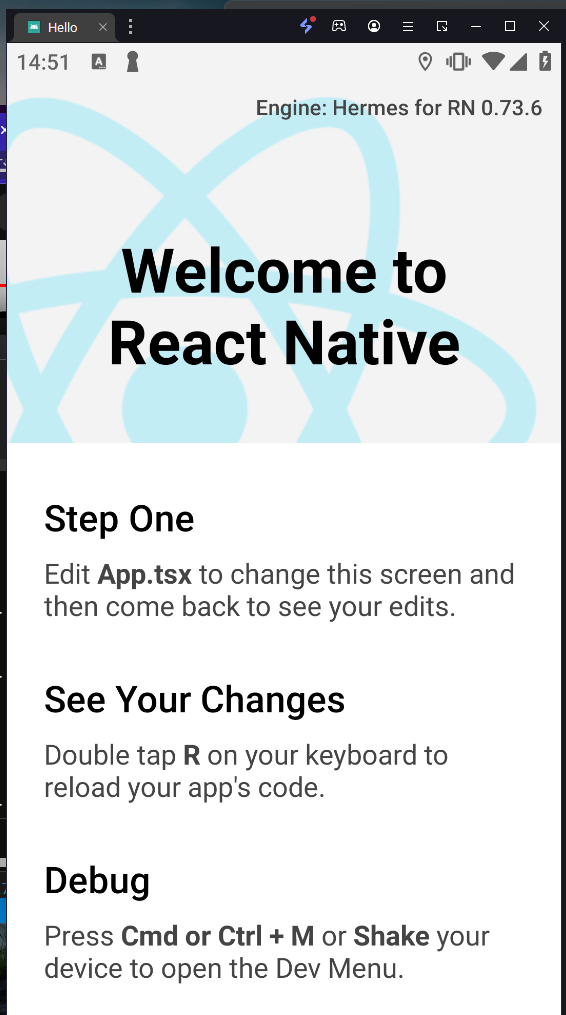 Hello
14:51
A
Engine: Hermes for RN 0.73.6
Welcome to
React Native
Step One
Edit App.tsx to change this screen and
then come back to see your edits.
See Your Changes
Double tap R on your keyboard to
reload your app's code.
Debug
Press Cmd or Ctrl + M or Shake your
device to open the Dev Menu.